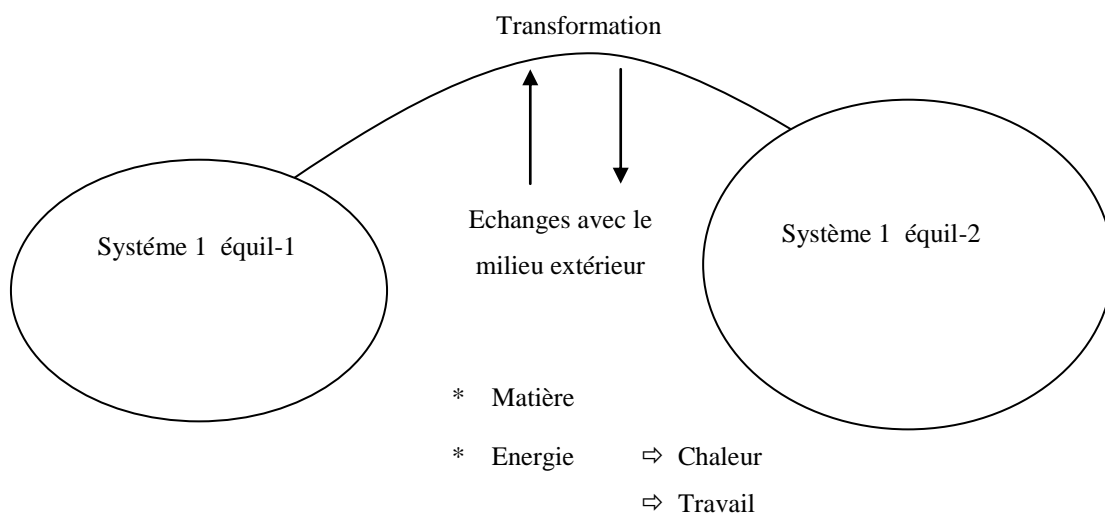 Transformation
Echanges avec le
milieu extérieur
Systéme 1 équil-1
Système 1 équil-2
* Matière
* Energie ⇨ Chaleur
⇨ Travail